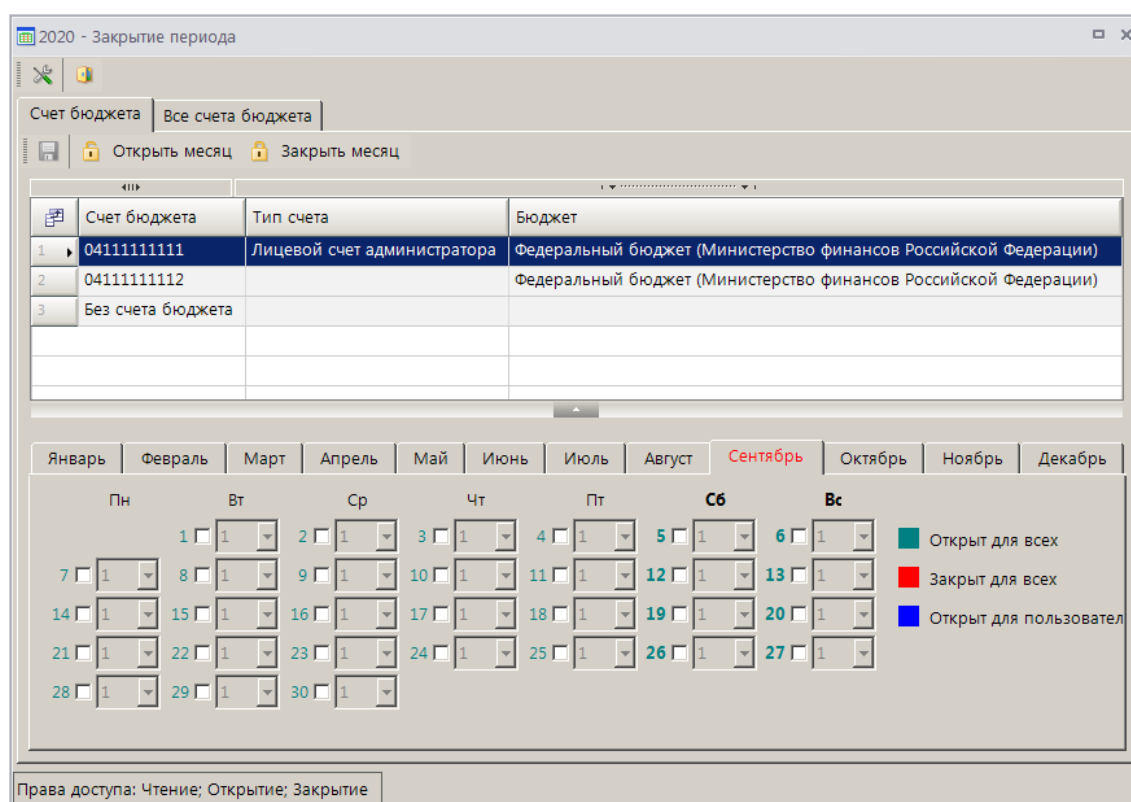 2020 - Закрытие периода
Счет бюджета Все счета бюджета
Открыть месяц Закрыть месяц
Счет бюджета Тип счета Бюджет
1 04111111111 Лицевой счет администратора Федеральный бюджет (Министерство финансов Российской Федерации)
2 04111111112 Федеральный бюджет (Министерство финансов Российской Федерации)
3 Без счета бюджета
Январь Февраль Март Апрель Май Июнь Июль Август Сентябрь Октябрь Ноябрь Декабрь
Пн Вт Ср Чт Пт Сб Вс
1 1 2 1 3 1 4 1 5 1 6 1 Открыт для всех
7 1 8 1 9 1 10 1 11 1 12 1 13 1 Закрыт для всех
14 1 15 1 16 1 17 1 18 1 19 1 20 1 Открыт для пользовател
21 1 22 1 23 1 24 1 25 1 26 1 27 1
28 1 29 1 30 1
Права доступа: Чтение; Открытие; Закрытие